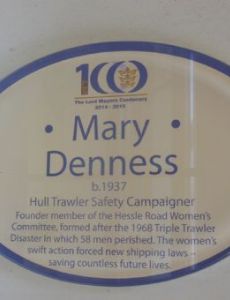 100
The Lord Mayors Centenary
1914 - 2014
• Mary •
Denness
b.1937
Hull Trawler Safety Campaigner
Founder member of the Hessle Road Women's
Committee, formed after the 1968 Triple Trawler
Disaster in which 58 men perished. The women's
swift action forced new shipping laws –
saving countless future lives.